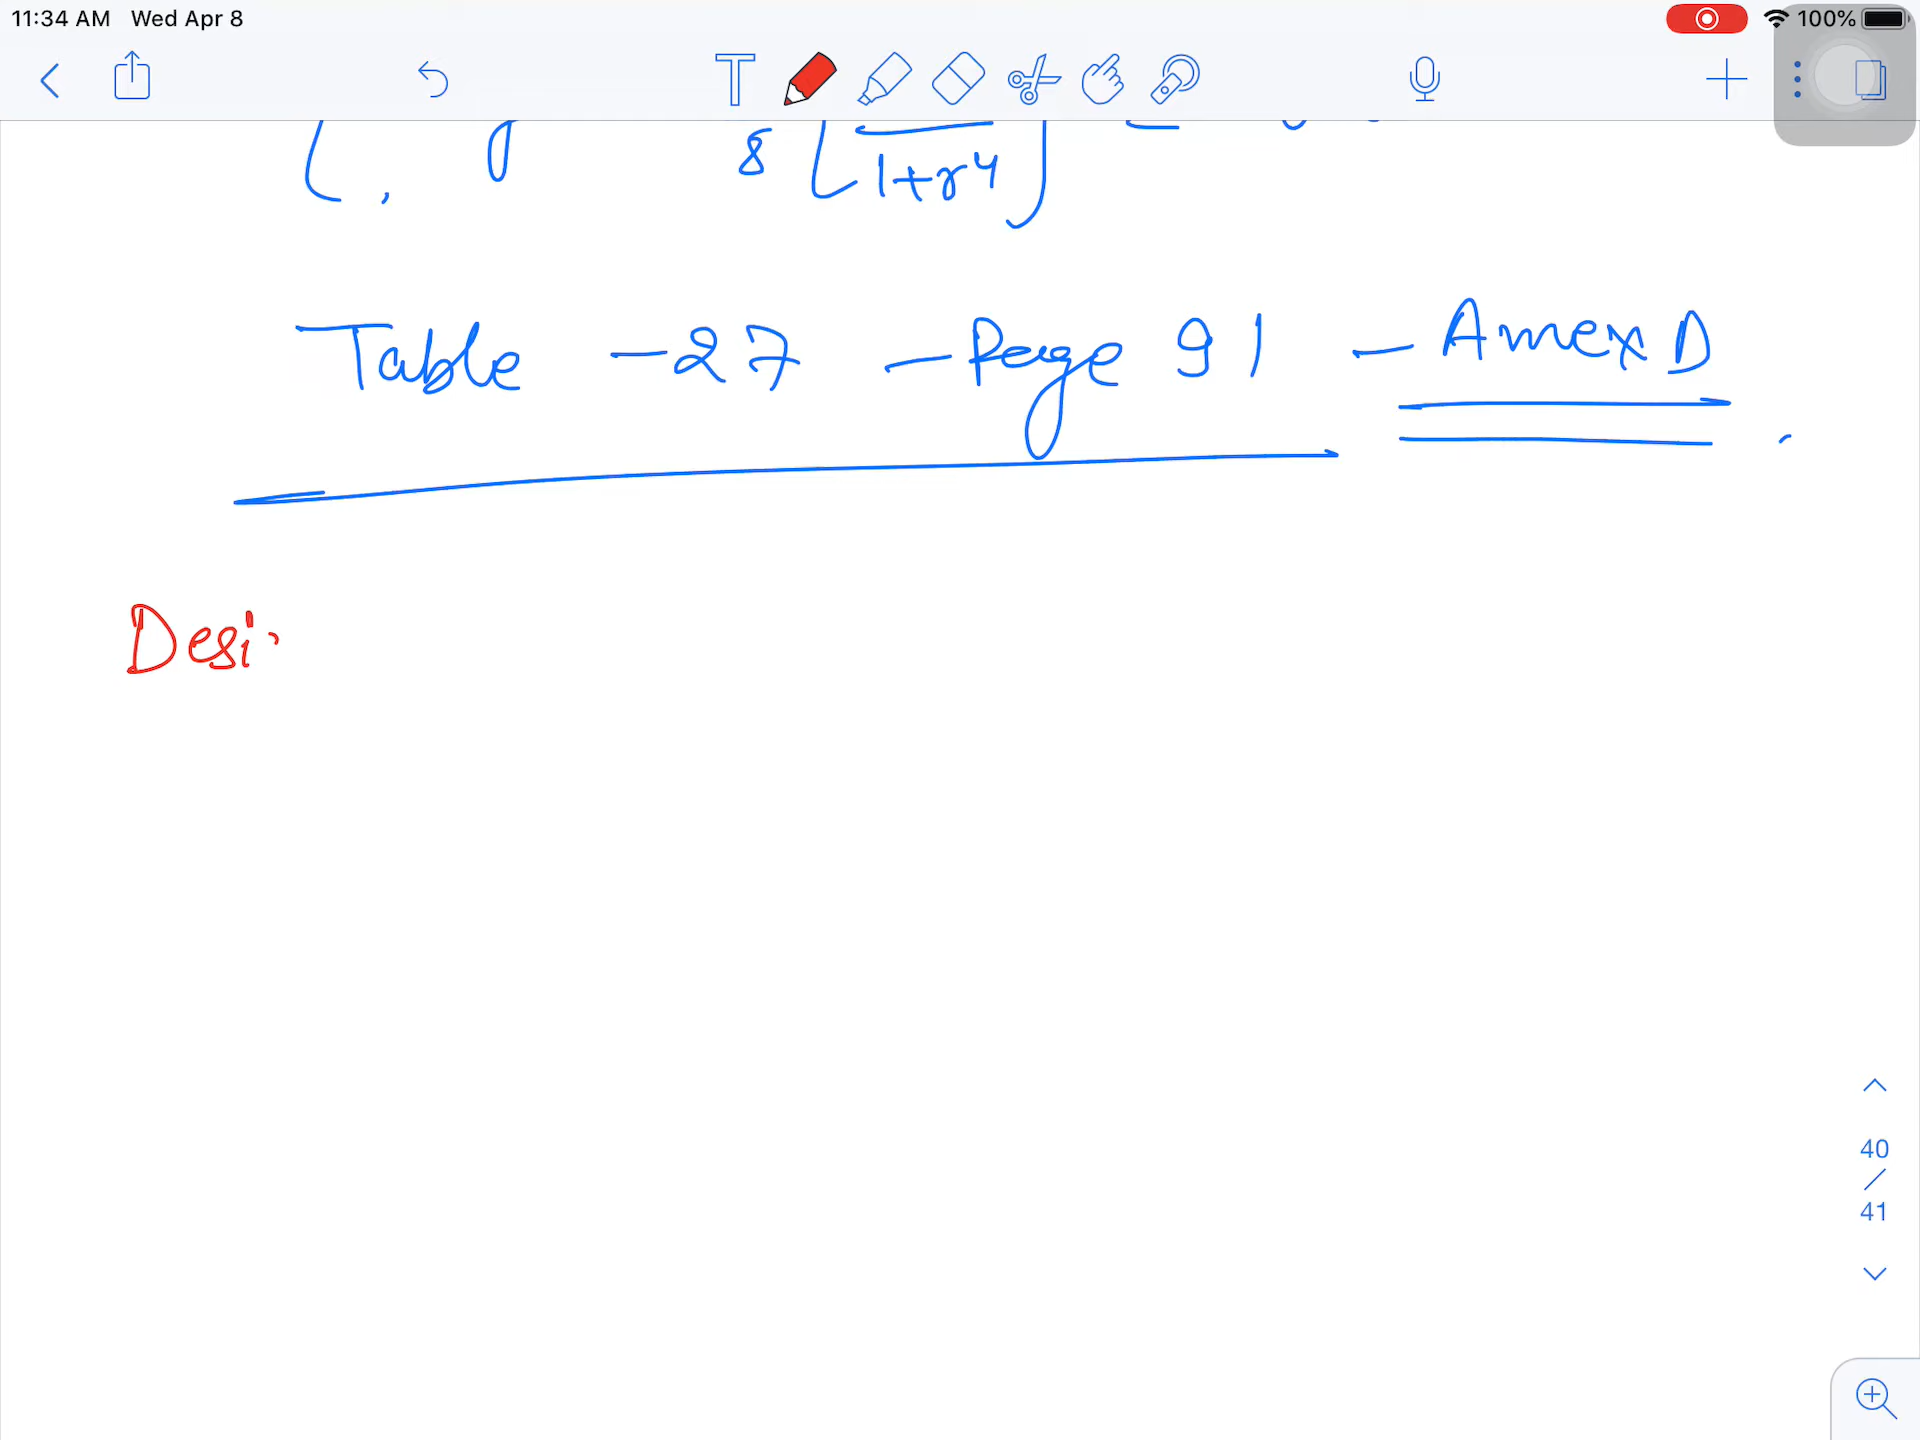 11:34 AM Wed Apr 8 100%
8 [ 1+r⁴ ]
Table -27 - Page 91 - Annex D
Desi
40
/
41